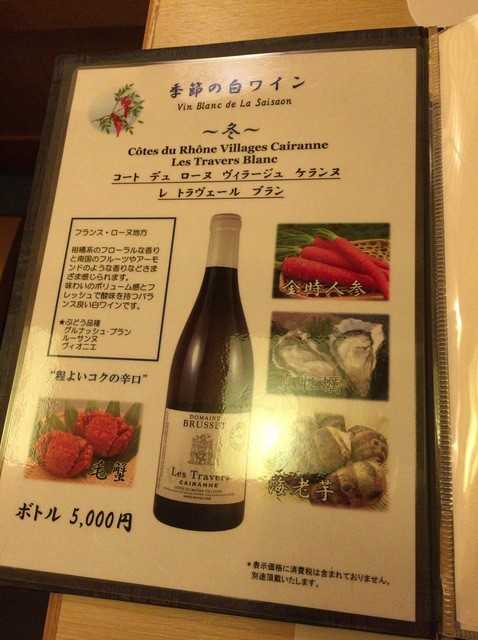 季節の白ワイン
Vin Blanc de La Saisaon
～冬～
Côtes du Rhône Villages Cairanne
Les Travers Blanc
コート デュ ローヌ ヴィラージュ ケランヌ
レ トラヴェール ブラン
フランス・ローヌ地方
柑橘系のフローラルな香り
と南国のフルーツやアーモ
ンドのような香りなどさま
ざま感じられます。
味わいのボリューム感とフ
レッシュで酸味を持つバラ
ンス良い白ワインです。
★ぶどう品種
グルナッシュ・ブラン
ルーサンヌ
ヴィオニエ
"程よいコクの辛口"
毛蟹
ボトル 5,000円
DOMAINE
BRUSSET
Les Travers
CAIRANNE
CÔTES DU RHÔNE VILLAGES
金時人参
海老芋
＊表示価格に消費税は含まれておりません。
別途頂戴いたします。